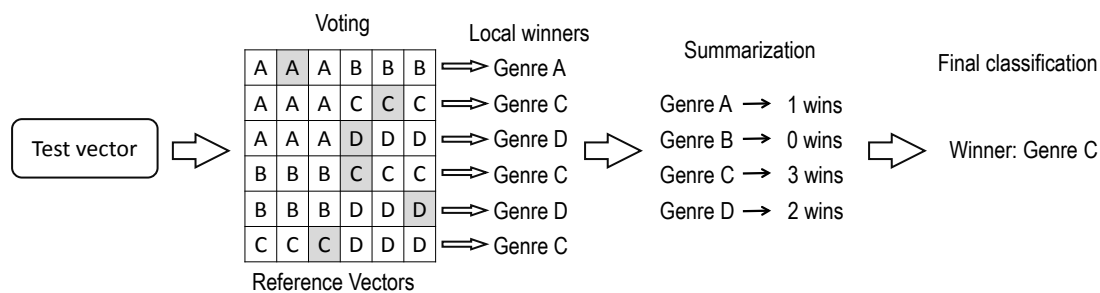 Voting
Local winners
Summarization
Final classification
Test vector
A A A B B B
Genre A
A A A C C C
Genre C
A A A D D D
Genre D
B B B C C C
Genre C
B B B D D D
Genre D
C C C D D D
Genre C
Reference Vectors
Genre A → 1 wins
Genre B → 0 wins
Genre C → 3 wins
Genre D → 2 wins
Winner: Genre C